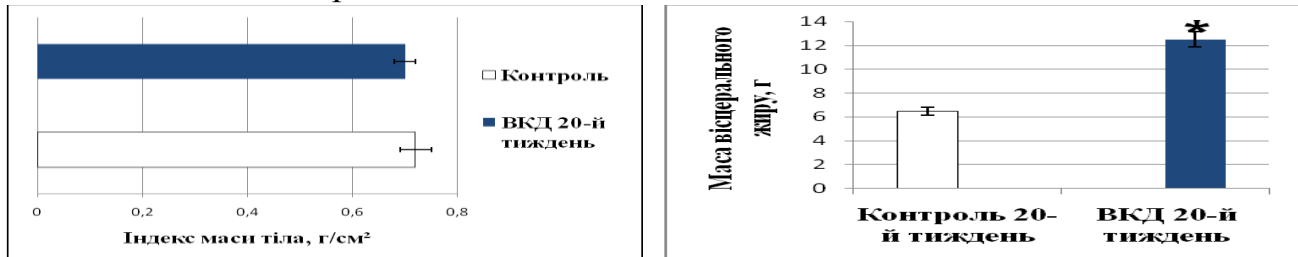 Контроль
ВКД 20-й
тиждень
0
0,2
0,4
0,6
0,8
Індекс маси тіла, г/см²
Маса вісцерального
жиру, г
14
12
10
8
6
4
2
0
*
Контроль 20-
й тиждень
ВКД 20-й
тиждень